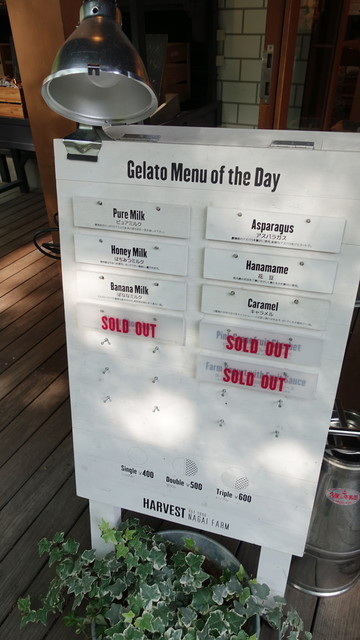 Gelato Menu of the Day
Pure Milk
ピュアミルク
Honey Milk
はちみつミルク
Banana Milk
ばななミルク
SOLD OUT
Asparagus
アスパラガス
Hanamame
花豆
Caramel
キャラメル
SOLD OUT
SOLD OUT
Single ¥400
Double ¥500
Triple ¥600
HARVEST
NAGAI FARM